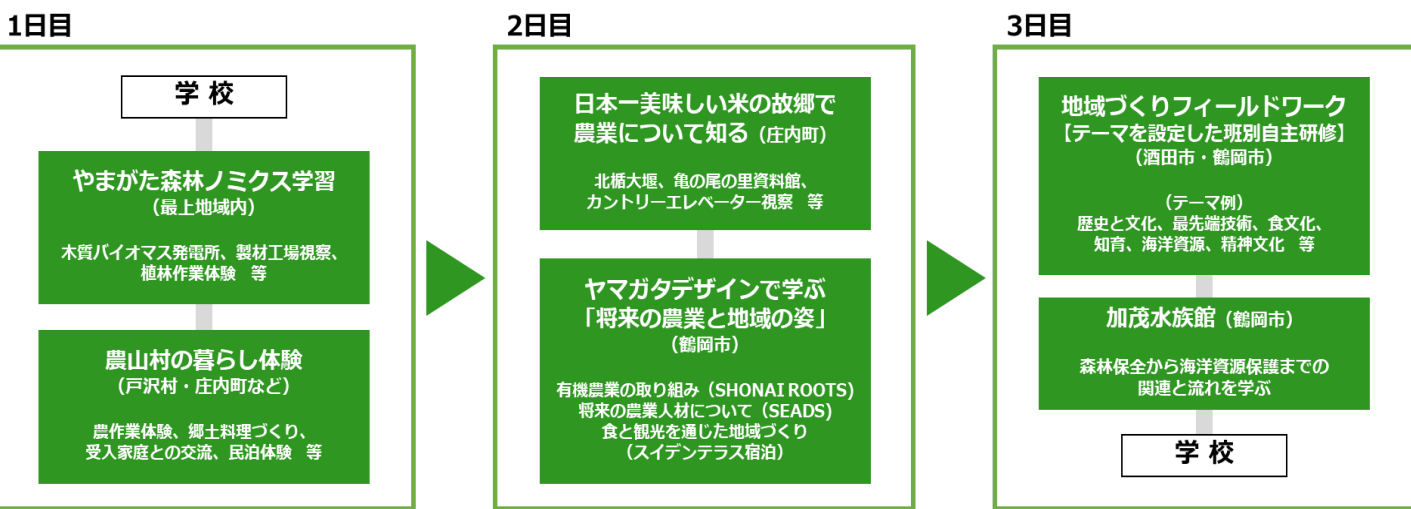 1日目
学 校
やまがた森林ノミクス学習
（最上地域内）
木質バイオマス発電所、製材工場視察、
植林作業体験　等
農山村の暮らし体験
（戸沢村・庄内町など）
農作業体験、郷土料理づくり、
受入家庭との交流、民泊体験　等
2日目
日本一美味しい米の故郷で
農業について知る（庄内町）
北楯大堰、亀の尾の里資料館、
カントリーエレベーター視察　等
ヤマガタデザインで学ぶ
「将来の農業と地域の姿」
（鶴岡市）
有機農業の取り組み（SHONAI ROOTS）
将来の農業人材について（SEADS）
食と観光を通じた地域づくり
（スイデンテラス宿泊）
3日目
地域づくりフィールドワーク
【テーマを設定した班別自主研修】
（酒田市・鶴岡市）
（テーマ例）
歴史と文化、最先端技術、食文化、
知育、海洋資源、精神文化　等
加茂水族館（鶴岡市）
森林保全から海洋資源保護までの
関連と流れを学ぶ
学 校